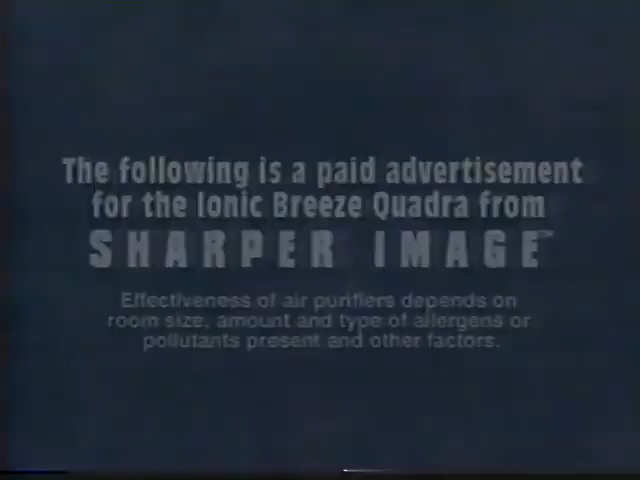 The following is a paid advertisement
for the Ionic Breeze Quadra from
SHARPER IMAGE™
Effectiveness of air purifiers depends on
room size, amount and type of allergens or
pollutants present and other factors.